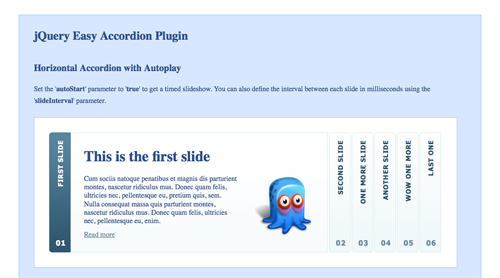 jQuery Easy Accordion Plugin
Horizontal Accordion with Autoplay
Set the 'autoStart' parameter to 'true' to get a timed slideshow. You can also define the interval between each slide in milliseconds using the
'slideInterval' parameter.
FIRST SLIDE
01
This is the first slide
Cum sociis natoque penatibus et magnis dis parturient
montes, nascetur ridiculus mus. Donec quam felis,
ultricies nec, pellentesque eu, pretium quis, sem.
Nulla consequat massa quis parturient montes,
nascetur ridiculus mus. Donec quam felis, ultricies
nec, pellentesque eu, enim.
Read more
SECOND SLIDE
02
ONE MORE SLIDE
03
ANOTHER SLIDE
04
WOW ONE MORE
05
LAST ONE
06